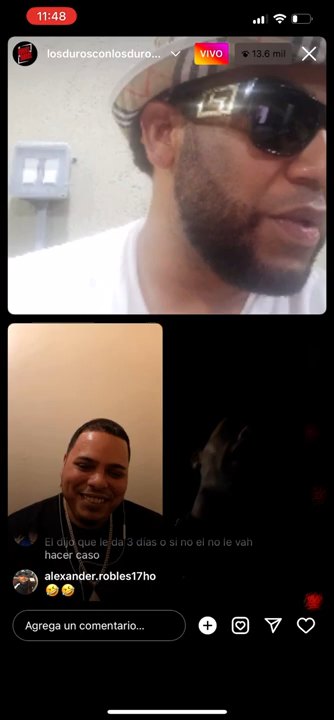 11:48
losdurosconlosduro...
VIVO
13.6 mil
El dijo que le da 3 días o si no el no le vah
hacer caso
alexander.robles17ho
🤣🤣
Agrega un comentario...